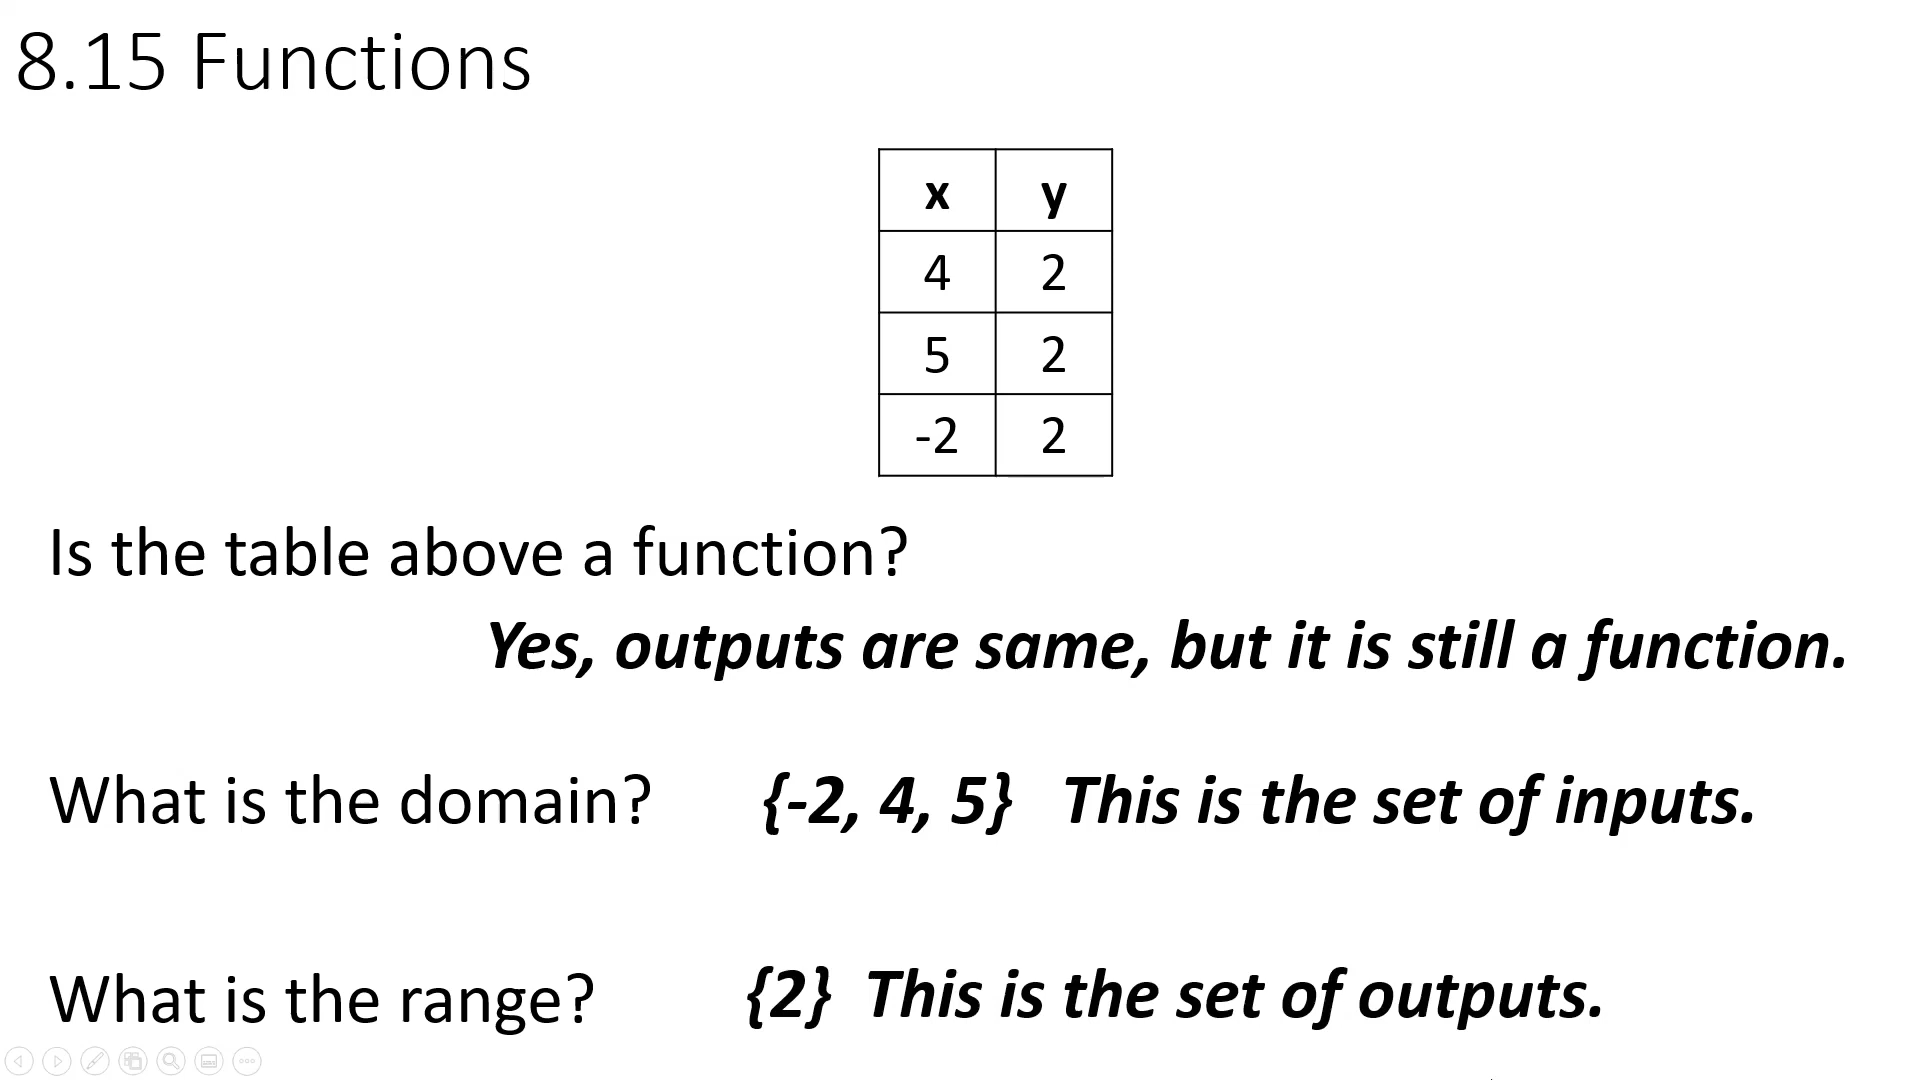 8.15 Functions
x y
4 2
5 2
-2 2
Is the table above a function?
Yes, outputs are same, but it is still a function.
What is the domain? {-2, 4, 5} This is the set of inputs.
What is the range? {2} This is the set of outputs.